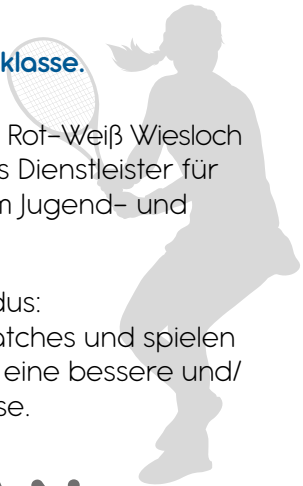 klasse.
Rot-Weiß Wiesloch
s Dienstleister für
m Jugend- und
dus:
atches und spielen
eine bessere und/
se.